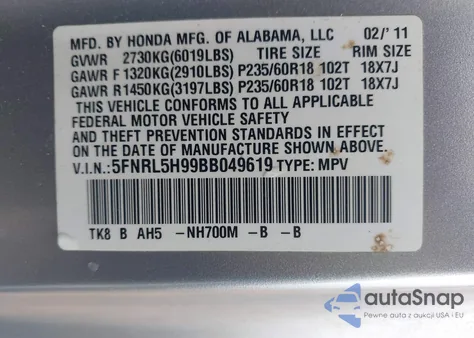 MFD. BY HONDA MFG. OF ALABAMA, LLC 02/'11
GVWR 2730KG(6019LBS) TIRE SIZE RIM SIZE
GAWR F 1320KG(2910LBS) P235/60R18 102T 18X7J
GAWR R1450KG(3197LBS) P235/60R18 102T 18X7J
THIS VEHICLE CONFORMS TO ALL APPLICABLE
FEDERAL MOTOR VEHICLE SAFETY
AND THEFT PREVENTION STANDARDS IN EFFECT
ON THE DATE OF MANUFACTURE SHOWN ABOVE.
V.I.N.: 5FNRL5H99BB049619 TYPE: MPV
TK8 B AH5 -NH700M -B -B
autoSnap
Pewne auta z aukcji USA i EU